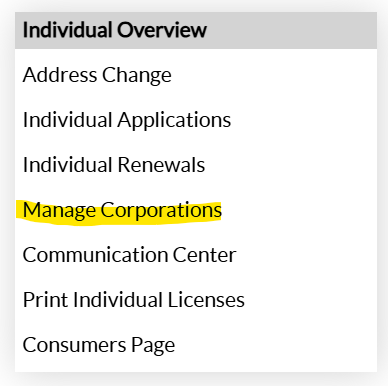 Individual Overview
Address Change
Individual Applications
Individual Renewals
Manage Corporations
Communication Center
Print Individual Licenses
Consumers Page